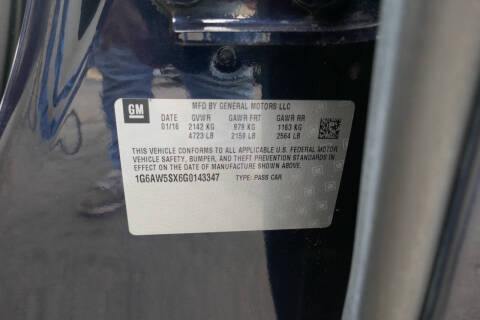 GM
MFD BY GENERAL MOTORS LLC
DATE GVWR GAWR FRT GAWR RR
01/16 2142 KG 979 KG 1163 KG
4723 LB 2159 LB 2564 LB
THIS VEHICLE CONFORMS TO ALL APPLICABLE U.S. FEDERAL MOTOR
VEHICLE SAFETY, BUMPER, AND THEFT PREVENTION STANDARDS IN
EFFECT ON THE DATE OF MANUFACTURE SHOWN ABOVE.
1G6AW5SX6G0143347 TYPE: PASS CAR